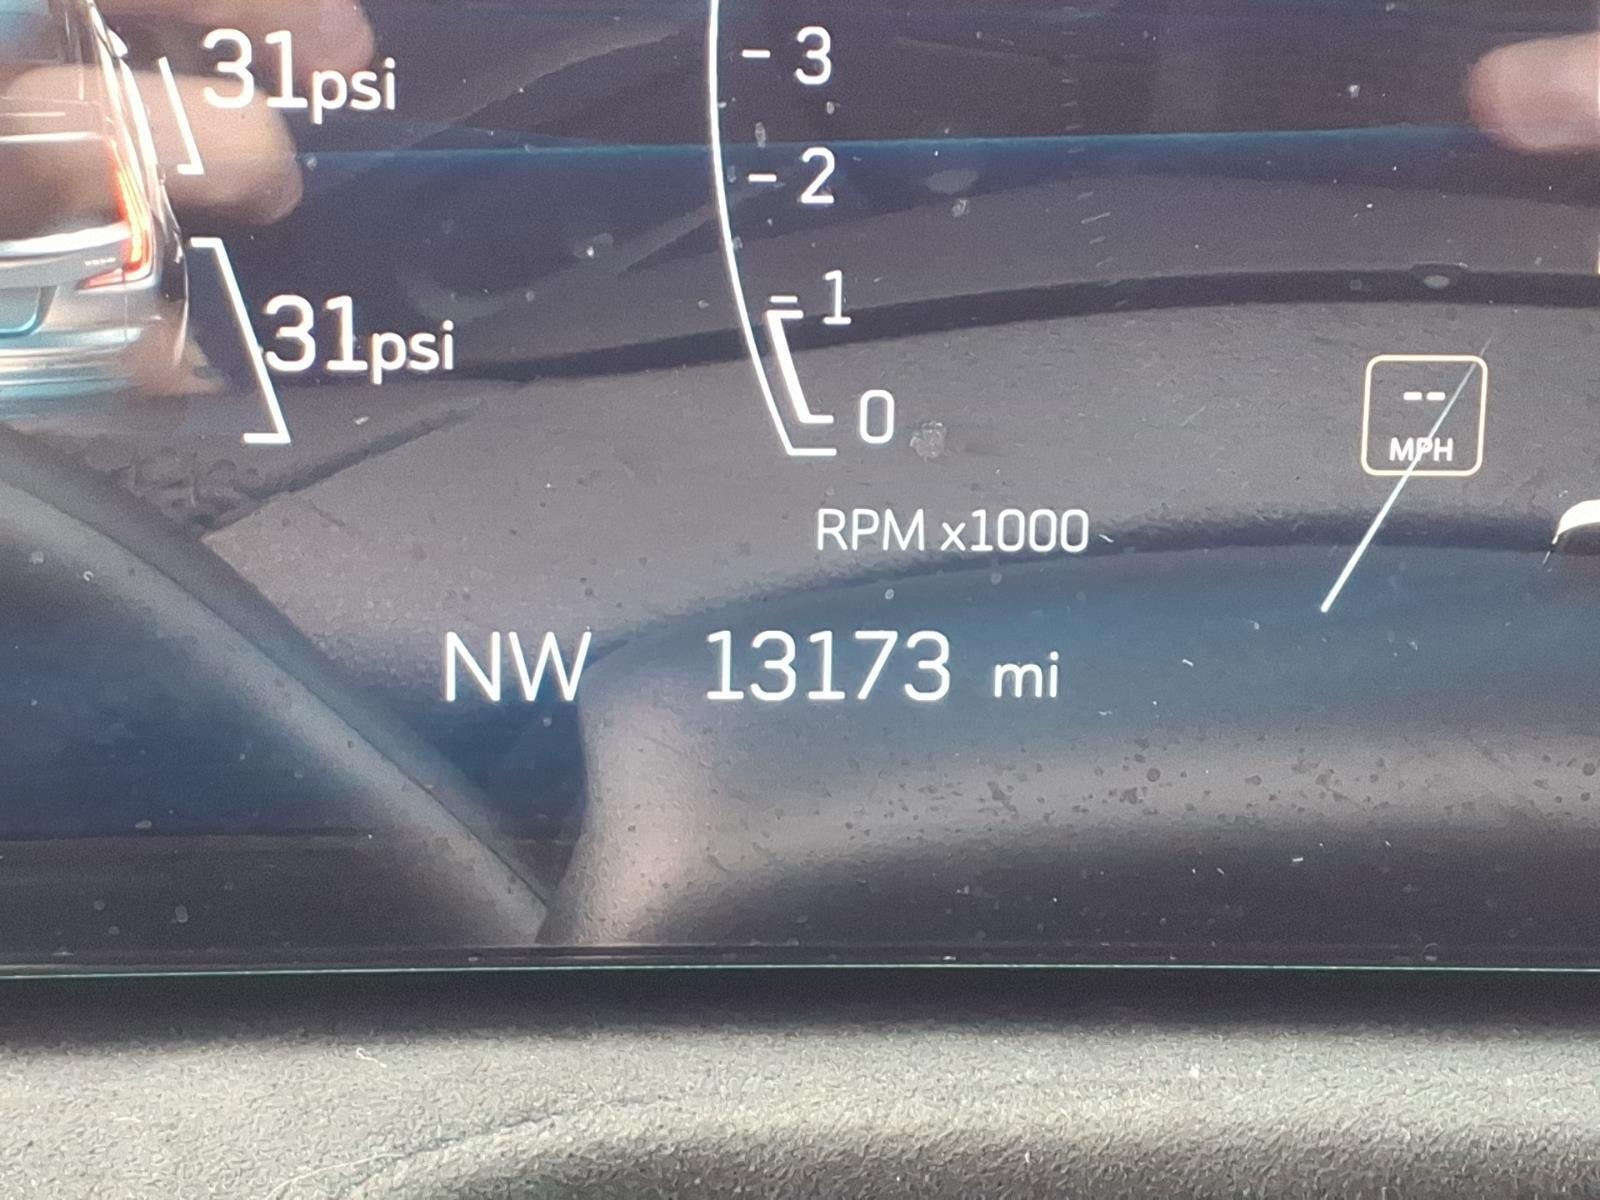 31psi
31psi
- 3
- 2
- 1
0
RPM x1000
--
MPH
NW 13173 mi